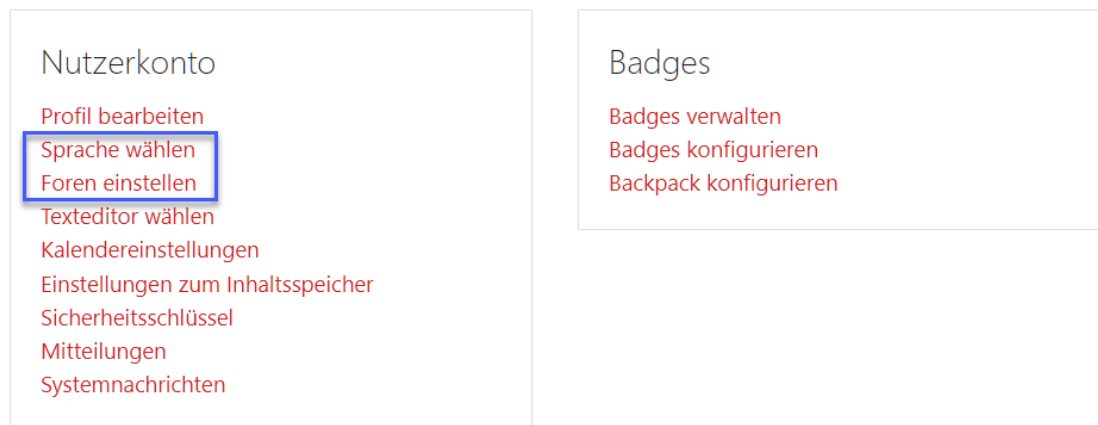 Nutzerkonto
Profil bearbeiten
Sprache wählen
Foren einstellen
Texteditor wählen
Kalendereinstellungen
Einstellungen zum Inhaltsspeicher
Sicherheitsschlüssel
Mitteilungen
Systemnachrichten
Badges
Badges verwalten
Badges konfigurieren
Backpack konfigurieren